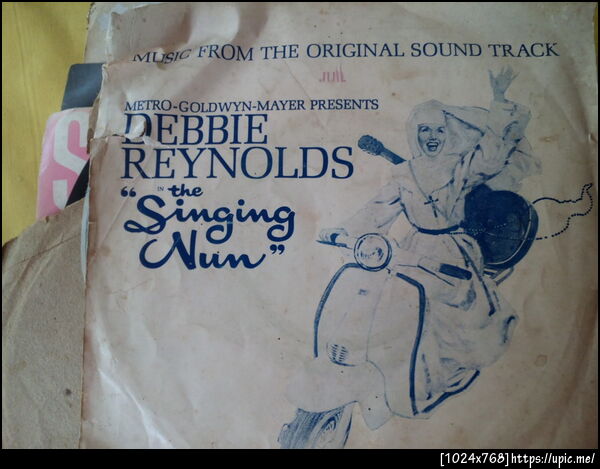 MUSIC FROM THE ORIGINAL SOUND TRACK
METRO-GOLDWYN-MAYER PRESENTS
DEBBIE
REYNOLDS
IN the
"Singing
Nun"
[1024x768]https://upic.me/